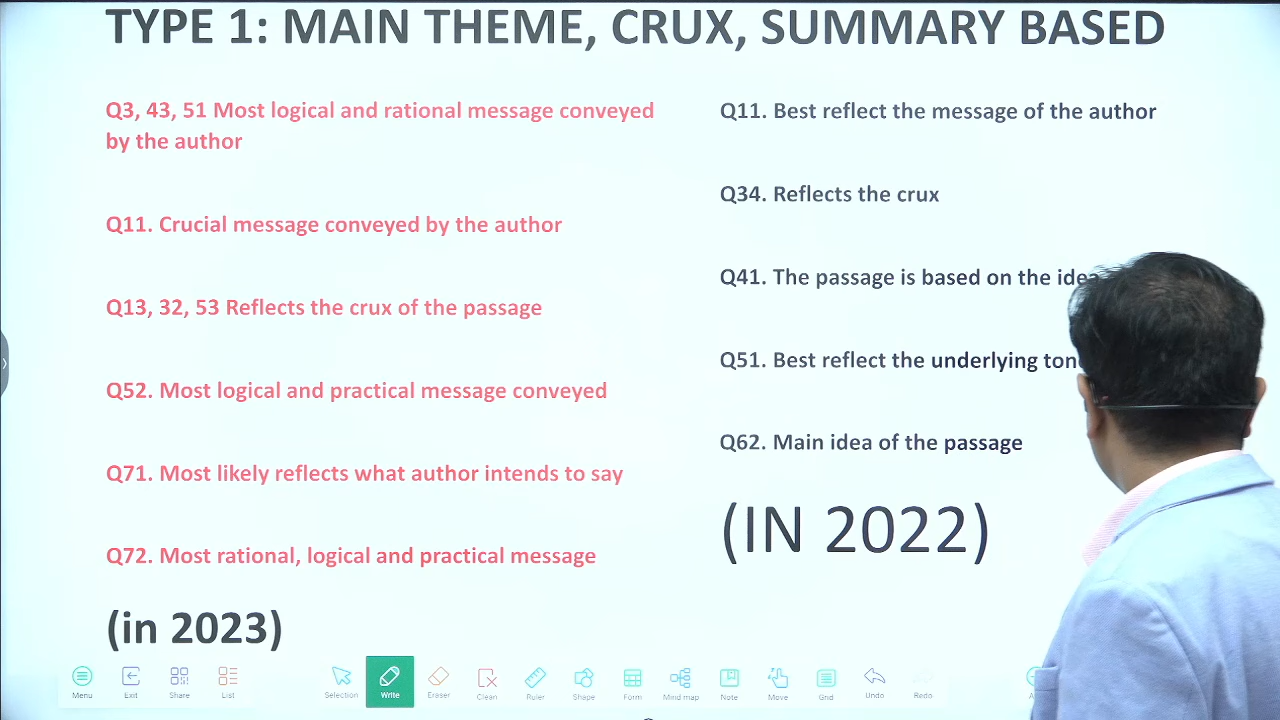 TYPE 1: MAIN THEME, CRUX, SUMMARY BASED
Q3, 43, 51 Most logical and rational message conveyed
by the author
Q11. Crucial message conveyed by the author
Q13, 32, 53 Reflects the crux of the passage
Q52. Most logical and practical message conveyed
Q71. Most likely reflects what author intends to say
Q72. Most rational, logical and practical message
(in 2023)
Q11. Best reflect the message of the author
Q34. Reflects the crux
Q41. The passage is based on the idea
Q51. Best reflect the underlying
Q62. Main idea of the passage
(IN 2022)
Menu Exit Share List Selection Write Eraser Clean Ruler Shape Form Mind map Note Move Grid Undo Redo